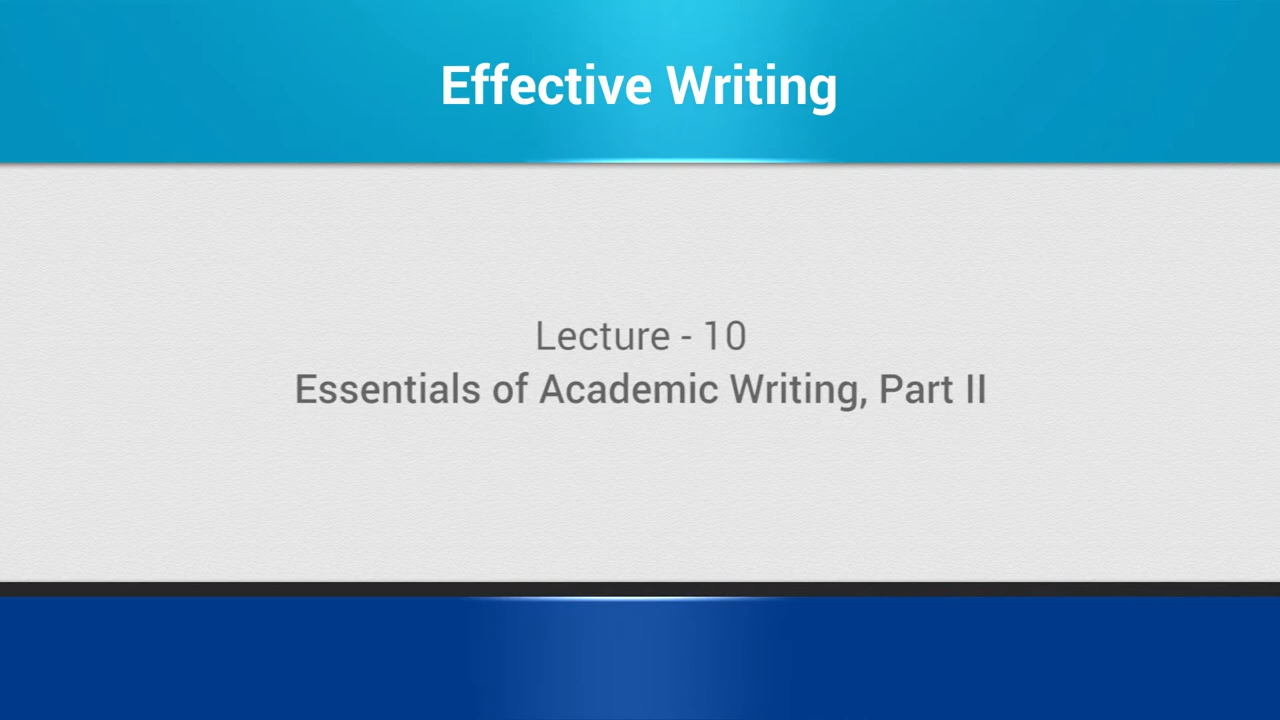 Effective Writing
Lecture - 10
Essentials of Academic Writing, Part II